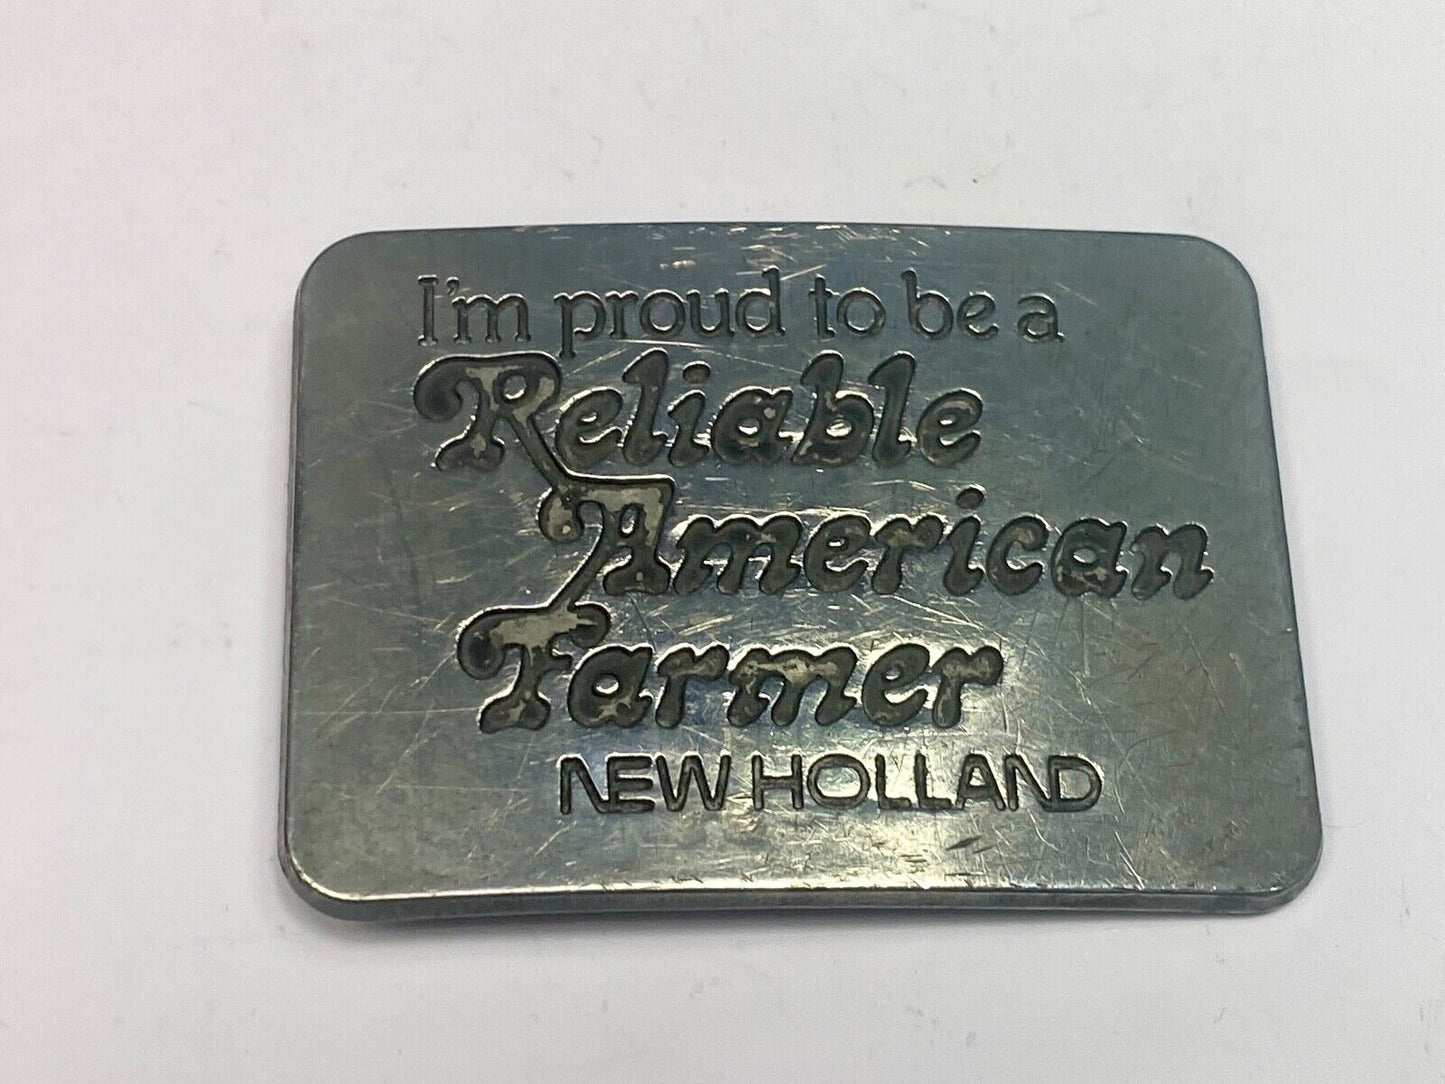 I'm proud to be a
Reliable
American
Farmer
NEW HOLLAND